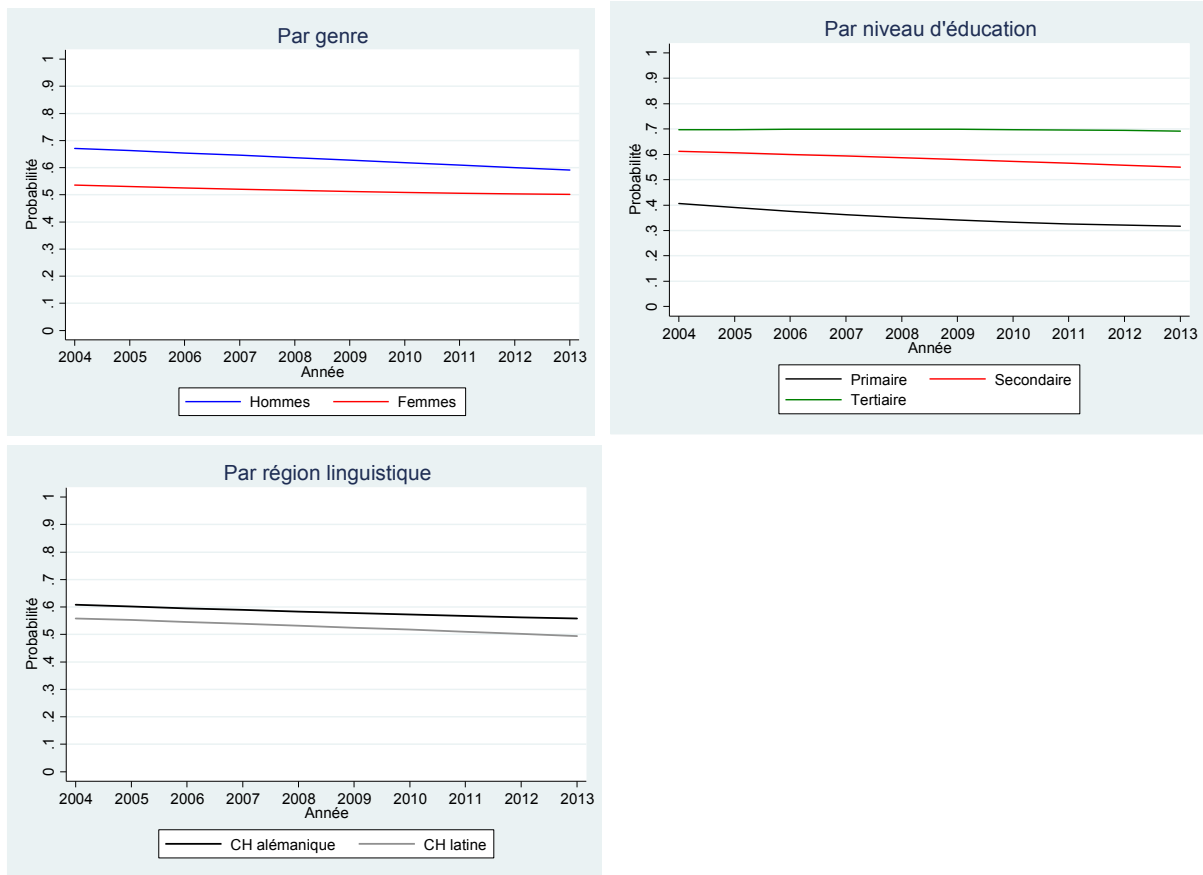 Par genre
Probabilité
1
.9
.8
.7
.6
.5
.4
.3
.2
.1
0
2004 2005 2006 2007 2008 2009 2010 2011 2012 2013
Année
Hommes Femmes
Par niveau d'éducation
Probabilité
1
.9
.8
.7
.6
.5
.4
.3
.2
.1
0
2004 2005 2006 2007 2008 2009 2010 2011 2012 2013
Année
Primaire Secondaire
Tertiaire
Par région linguistique
Probabilité
1
.9
.8
.7
.6
.5
.4
.3
.2
.1
0
2004 2005 2006 2007 2008 2009 2010 2011 2012 2013
Année
CH alémanique CH latine